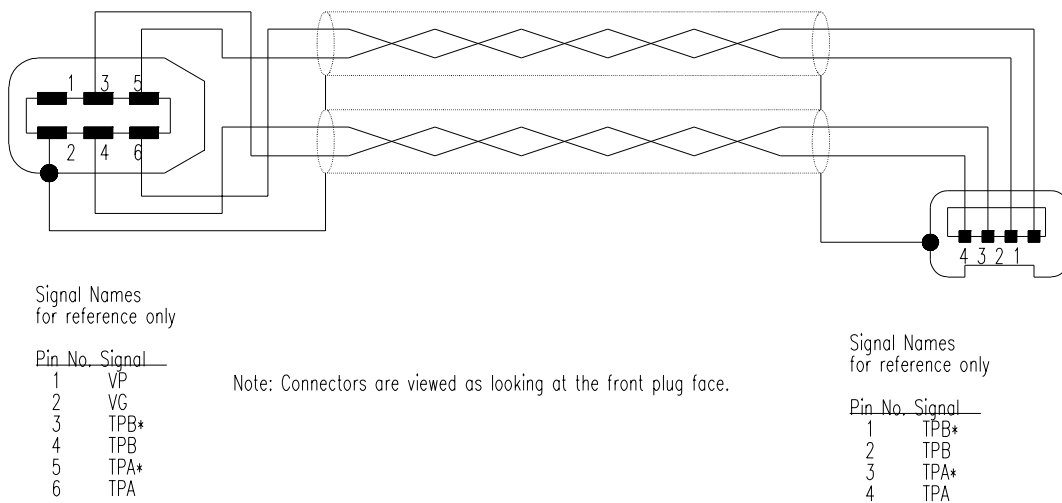 1 3 5
2 4 6
4 3 2 1
Signal Names
for reference only
Pin No. Signal
1 VP
2 VG
3 TPB*
4 TPB
5 TPA*
6 TPA
Note: Connectors are viewed as looking at the front plug face.
Signal Names
for reference only
Pin No. Signal
1 TPB*
2 TPB
3 TPA*
4 TPA